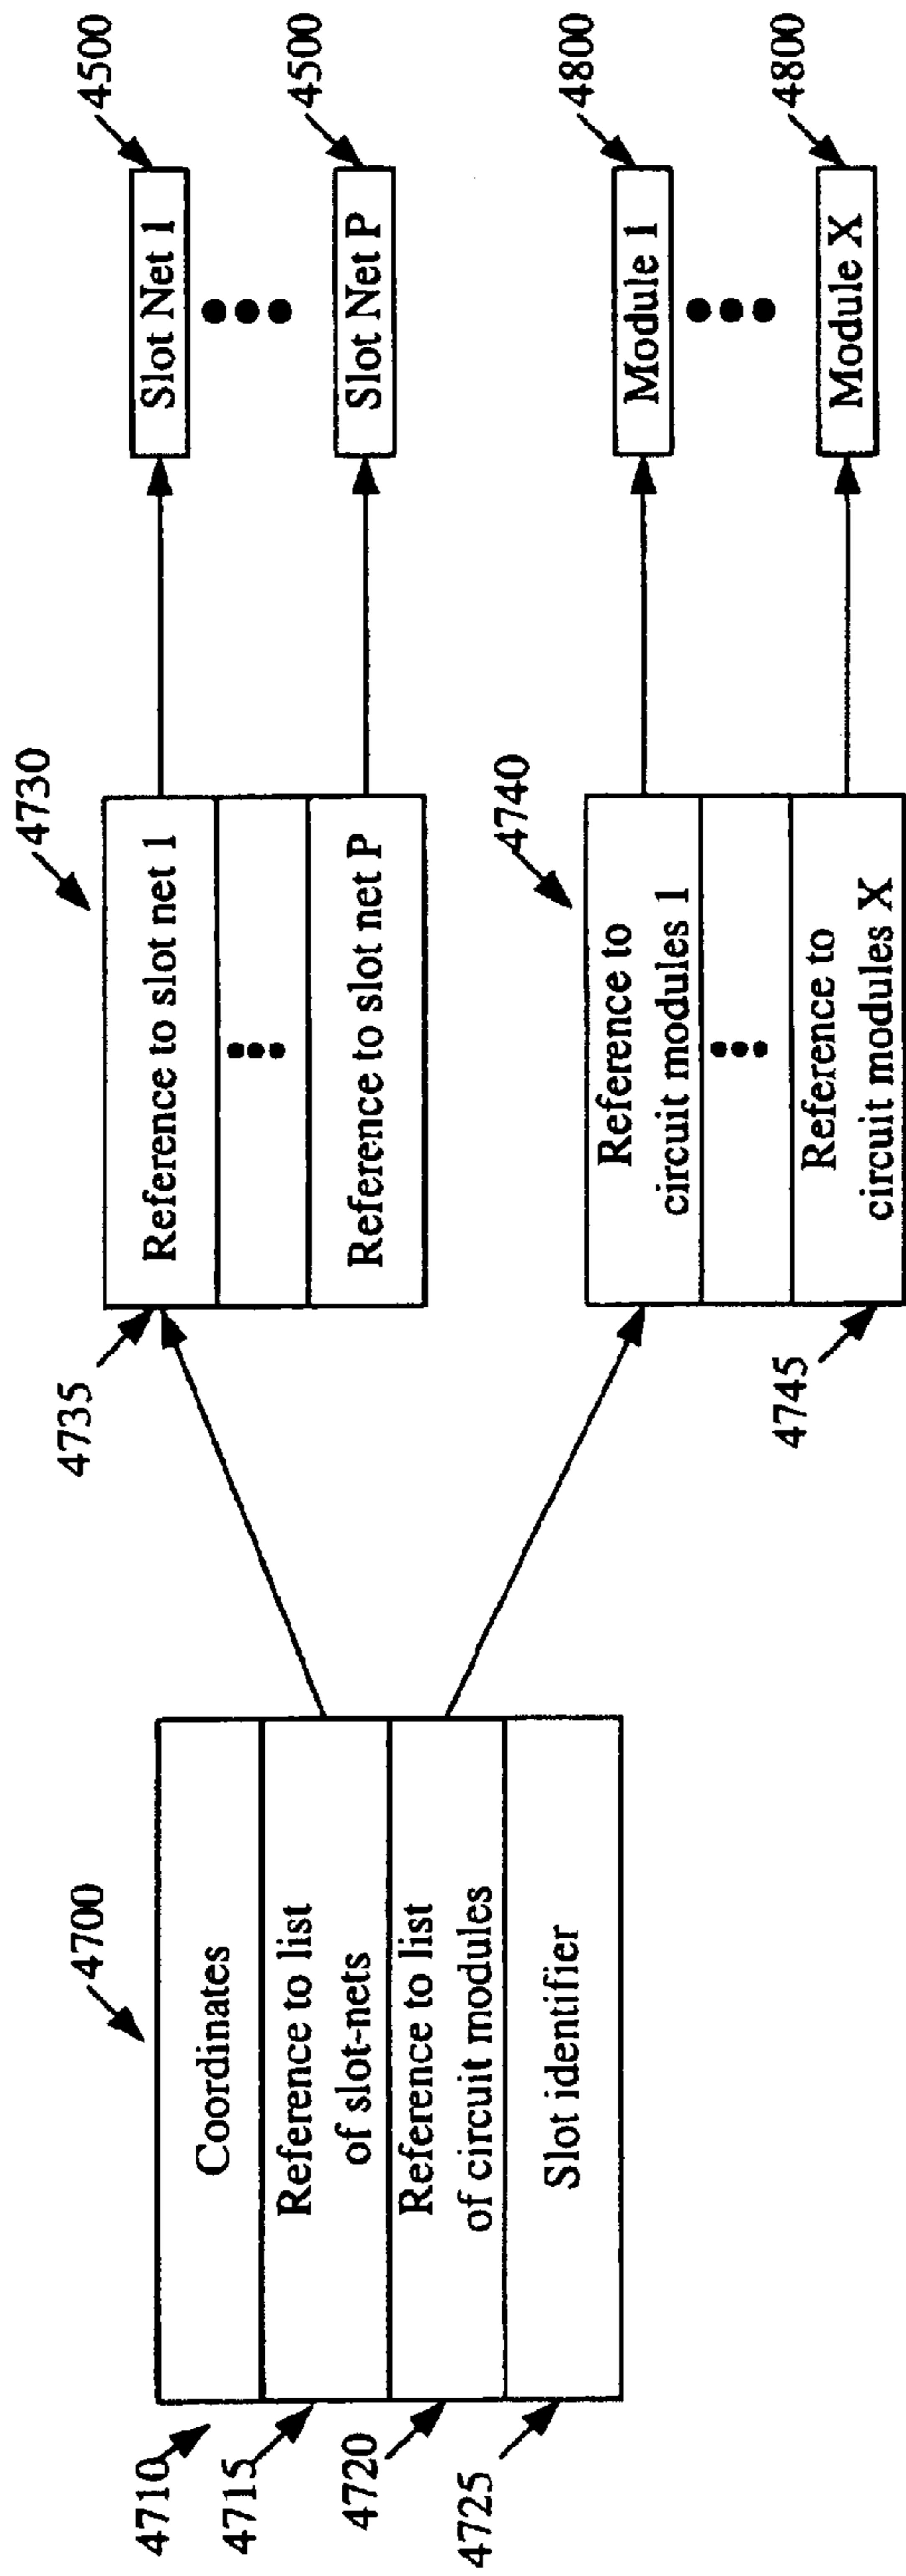 4700
4710
Coordinates
4715
Reference to list
of slot-nets
4720
Reference to list
of circuit modules
4725
Slot identifier
4730
4735
Reference to slot net 1
Reference to slot net P
4740
Reference to
circuit modules 1
Reference to
circuit modules X
4745
4500
Slot Net 1
4500
Slot Net P
4800
Module 1
4800
Module X